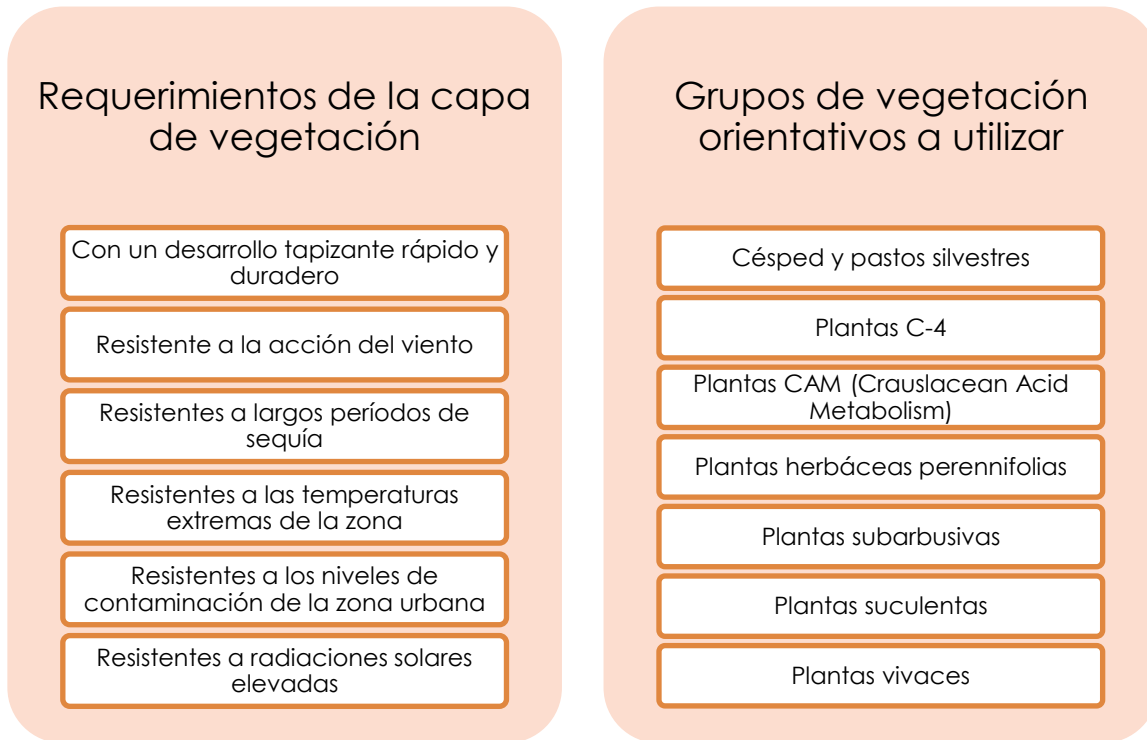 Requerimientos de la capa
de vegetación
Con un desarrollo tapizante rápido y
duradero
Resistente a la acción del viento
Resistentes a largos períodos de
sequía
Resistentes a las temperaturas
extremas de la zona
Resistentes a los niveles de
contaminación de la zona urbana
Resistentes a radiaciones solares
elevadas
Grupos de vegetación
orientativos a utilizar
Césped y pastos silvestres
Plantas C-4
Plantas CAM (Crauslacean Acid
Metabolism)
Plantas herbáceas perennifolias
Plantas subarbusivas
Plantas suculentas
Plantas vivaces